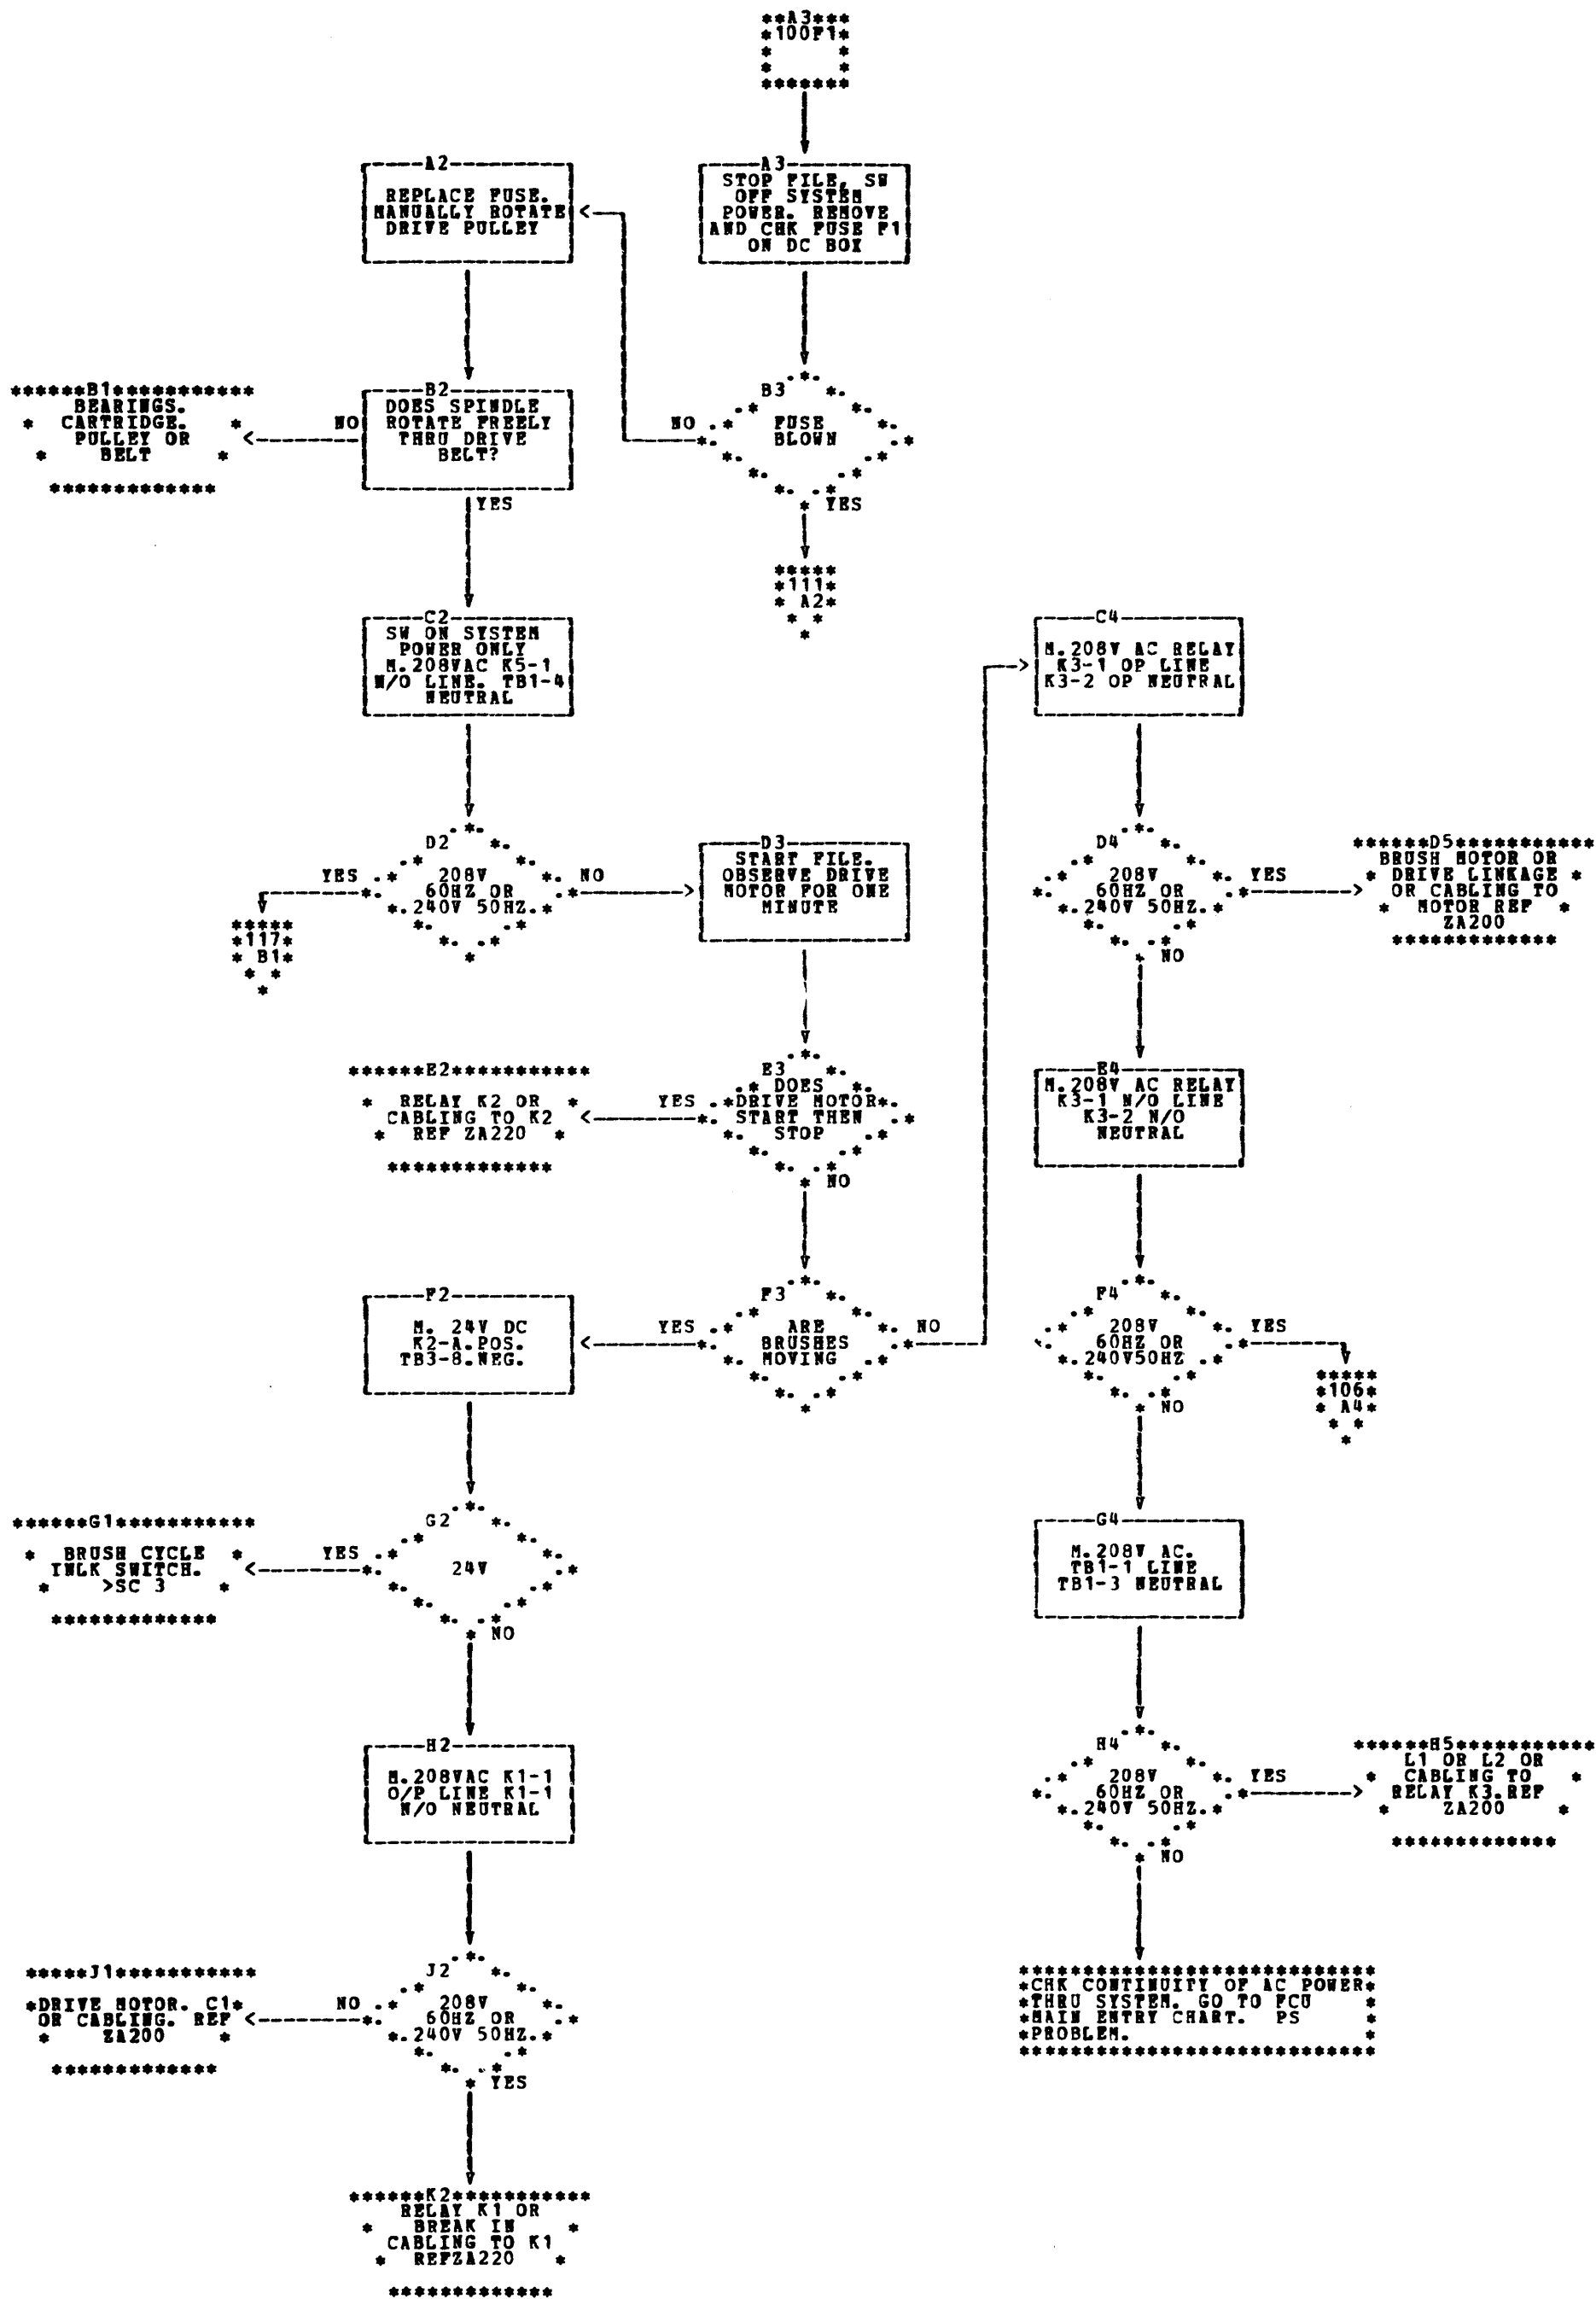 **A3***
*100F1*
* *
* *
*******
-----A2-----
REPLACE FUSE.
MANUALLY ROTATE
DRIVE PULLEY
-----A3-----
STOP FILE, SW
OFF SYSTEM
POWER. REMOVE
AND CHK FUSE F1
ON DC BOX
******B1***********
BEARINGS.
* CARTRIDGE. *
PULLEY OR
* BELT *
*************
NO
-----B2-----
DOES SPINDLE
ROTATE FREELY
THRU DRIVE
BELT?
YES
B3
FUSE
BLOWN
NO
YES
*****
*111*
* A2*
* *
*
-----C2-----
SW ON SYSTEM
POWER ONLY
M.208VAC K5-1
N/O LINE. TB1-4
NEUTRAL
-----C4-----
M.208V AC RELAY
K3-1 OP LINE
K3-2 OP NEUTRAL
D2
208V
60HZ OR
240V 50HZ.
YES
NO
*****
*117*
* B1*
* *
*
-----D3-----
START FILE.
OBSERVE DRIVE
MOTOR FOR ONE
MINUTE
D4
208V
60HZ OR
240V 50HZ.
YES
NO
******D5***********
BRUSH MOTOR OR
* DRIVE LINKAGE *
OR CABLING TO
* MOTOR REF *
ZA200
*************
******E2***********
* RELAY K2 OR *
CABLING TO K2
* REF ZA220 *
*************
E3
DOES
DRIVE MOTOR
START THEN
STOP
YES
NO
-----E4-----
M.208V AC RELAY
K3-1 N/O LINE
K3-2 N/O
NEUTRAL
-----F2-----
M. 24V DC
K2-A.POS.
TB3-8.NEG.
F3
ARE
BRUSHES
MOVING
YES
NO
F4
208V
60HZ OR
240V50HZ
YES
NO
*****
*106*
* A4*
* *
*
******G1***********
* BRUSH CYCLE *
INLK SWITCH.
* >SC 3 *
*************
G2
24V
YES
NO
-----G4-----
M.208V AC.
TB1-1 LINE
TB1-3 NEUTRAL
-----H2-----
M.208VAC K1-1
O/P LINE K1-1
N/O NEUTRAL
H4
208V
60HZ OR
240V 50HZ.
YES
NO
******H5***********
L1 OR L2 OR
* CABLING TO *
RELAY K3.REF
* ZA200 *
*************
*****J1***********
*DRIVE MOTOR. C1*
OR CABLING. REF
* ZA200 *
*************
J2
208V
60HZ OR
240V 50HZ.
NO
YES
***************************
*CHK CONTINUITY OF AC POWER*
*THRU SYSTEM. GO TO FCU *
*MAIN ENTRY CHART. PS *
*PROBLEM. *
***************************
******K2***********
RELAY K1 OR
* BREAK IN *
CABLING TO K1
* REFZA220 *
*************